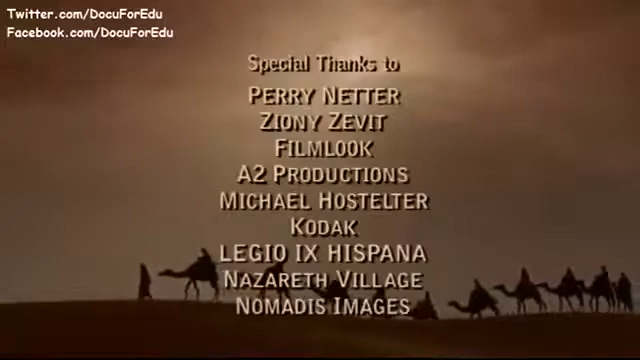 Twitter.com/DocuForEdu
Facebook.com/DocuForEdu
Special Thanks to
PERRY NETTER
ZIONY ZEVIT
FILMLOOK
A2 PRODUCTIONS
MICHAEL HOSTELTER
KODAK
LEGIO IX HISPANA
NAZARETH VILLAGE
NOMADIS IMAGES